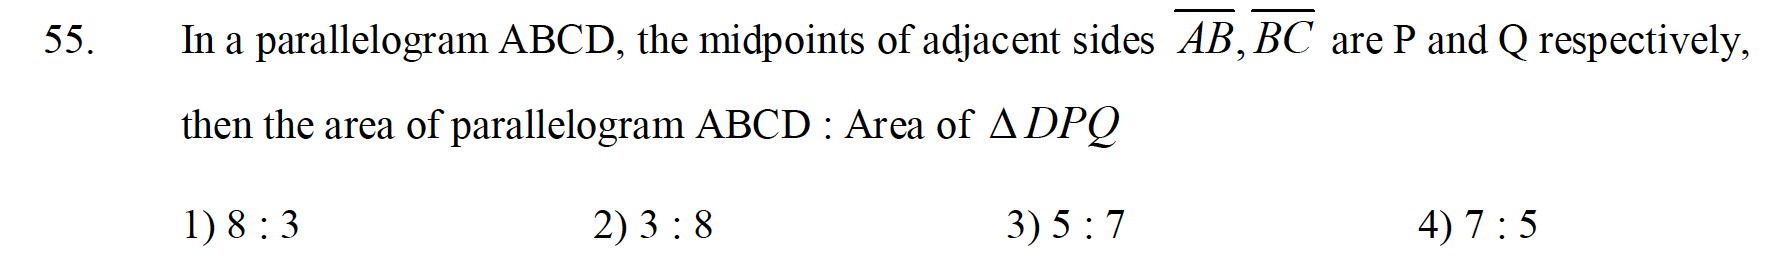 55. In a parallelogram ABCD, the midpoints of adjacent sides $\overline{AB}, \overline{BC}$ are P and Q respectively,
then the area of parallelogram ABCD : Area of Δ DPQ
1) 8 : 3 2) 3 : 8 3) 5 : 7 4) 7 : 5